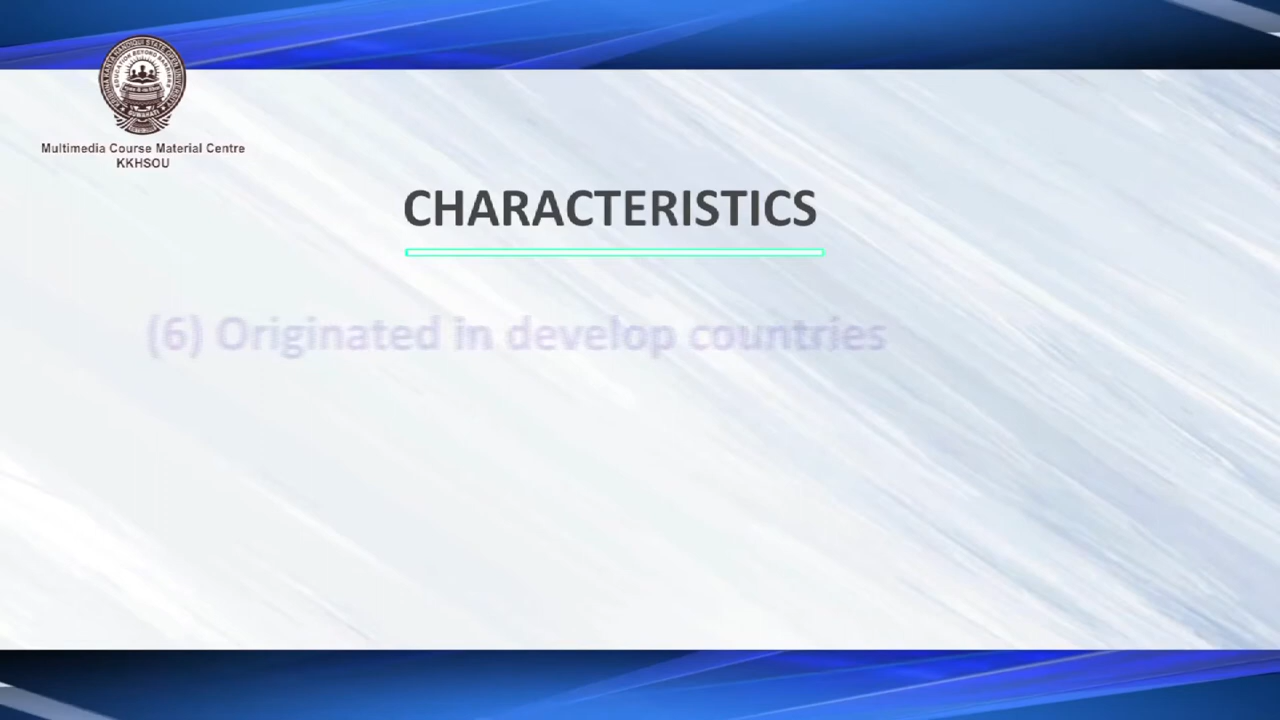 Multimedia Course Material Centre
KKHSOU
CHARACTERISTICS
(6) Originated in develop countries